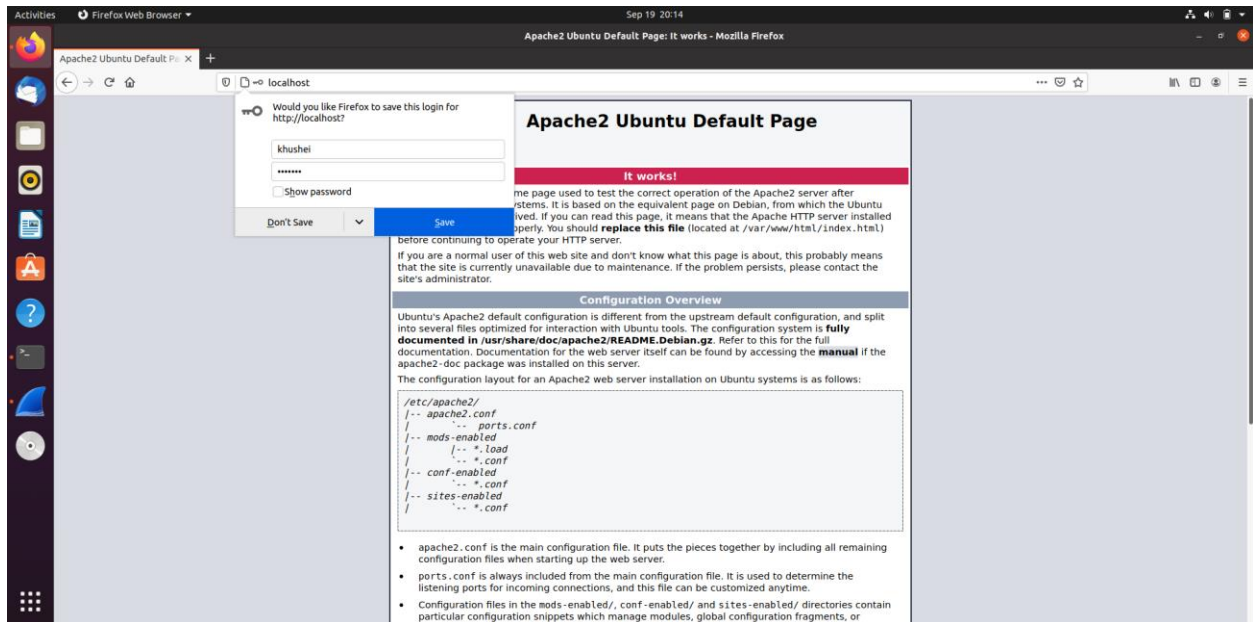 Activities Firefox Web Browser Sep 19 20:14
Apache2 Ubuntu Default Page: It works - Mozilla Firefox
Apache2 Ubuntu Default Pa
localhost
Would you like Firefox to save this login for
http://localhost?
khushei
•••••••
Show password
Don't Save Save
Apache2 Ubuntu Default Page
It works!
me page used to test the correct operation of the Apache2 server after
ystems. It is based on the equivalent page on Debian, from which the Ubuntu
ived. If you can read this page, it means that the Apache HTTP server installed
operly. You should replace this file (located at /var/www/html/index.html)
before continuing to operate your HTTP server.
If you are a normal user of this web site and don't know what this page is about, this probably means
that the site is currently unavailable due to maintenance. If the problem persists, please contact the
site's administrator.
Configuration Overview
Ubuntu's Apache2 default configuration is different from the upstream default configuration, and split
into several files optimized for interaction with Ubuntu tools. The configuration system is fully
documented in /usr/share/doc/apache2/README.Debian.gz. Refer to this for the full
documentation. Documentation for the web server itself can be found by accessing the manual if the
apache2-doc package was installed on this server.
The configuration layout for an Apache2 web server installation on Ubuntu systems is as follows:
/etc/apache2/
|-- apache2.conf
| `-- ports.conf
|-- mods-enabled
| |-- *.load
| `-- *.conf
|-- conf-enabled
| `-- *.conf
|-- sites-enabled
| `-- *.conf
• apache2.conf is the main configuration file. It puts the pieces together by including all remaining
configuration files when starting up the web server.
• ports.conf is always included from the main configuration file. It is used to determine the
listening ports for incoming connections, and this file can be customized anytime.
• Configuration files in the mods-enabled/, conf-enabled/ and sites-enabled/ directories contain
particular configuration snippets which manage modules, global configuration fragments, or